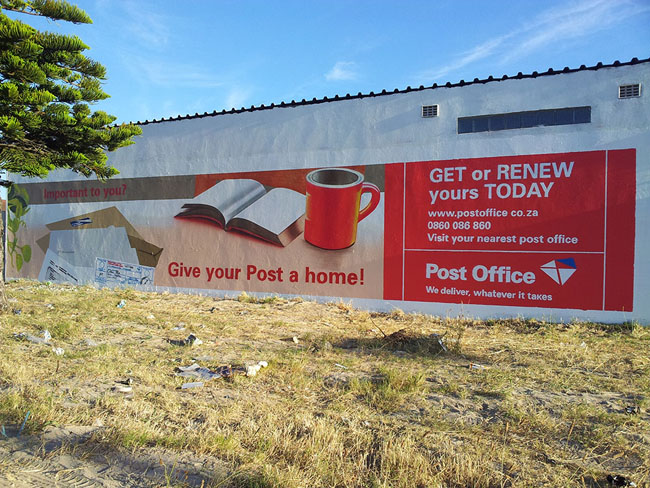 Important to you?
Give your Post a home!
GET or RENEW
yours TODAY
www.postoffice co.za
0860 086 860
Visit your nearest post office
Post Office
We deliver, whatever it takes